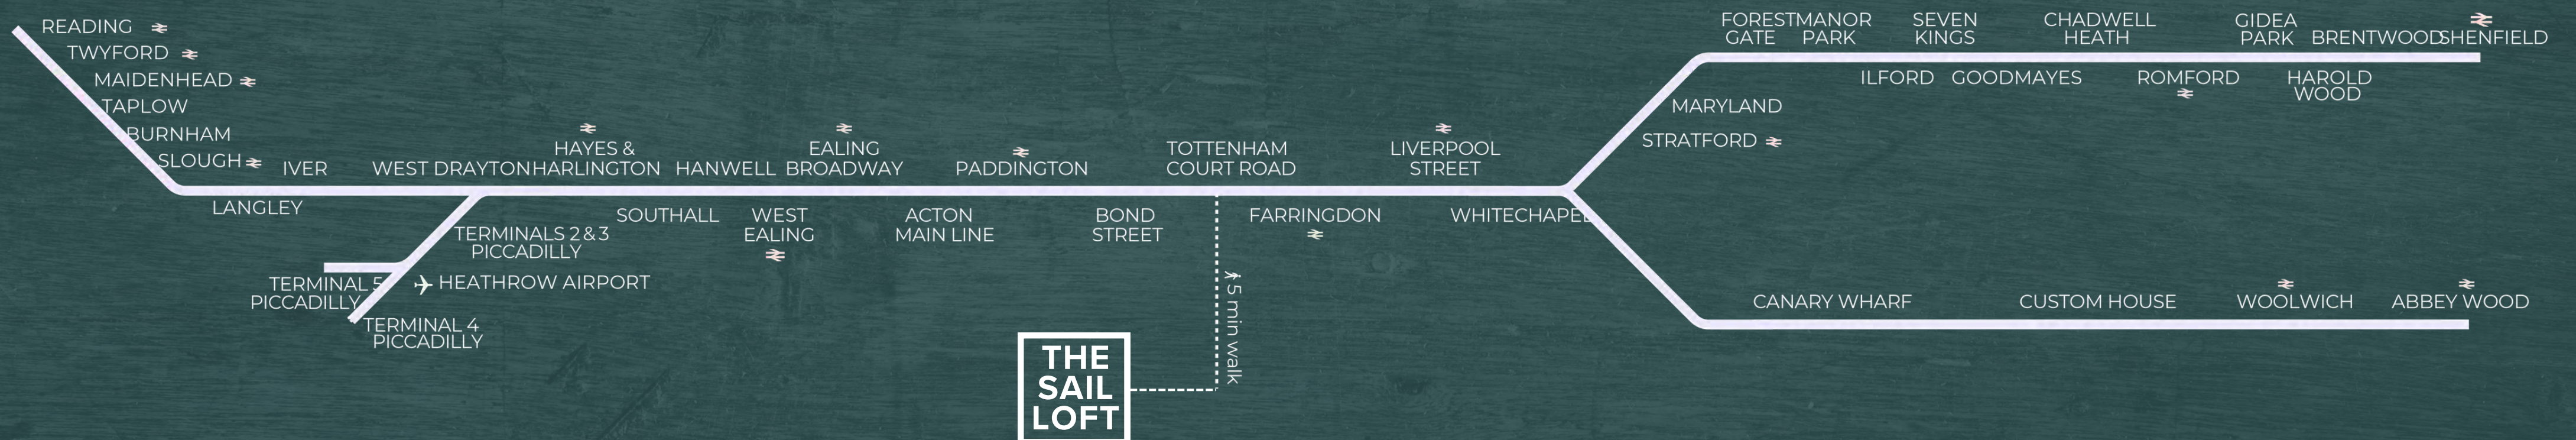 READING
TWYFORD
MAIDENHEAD
TAPLOW
BURNHAM
SLOUGH
IVER
LANGLEY
WEST DRAYTON
TERMINALS 2 & 3
PICCADILLY
HEATHROW AIRPORT
TERMINAL 5
PICCADILLY
TERMINAL 4
PICCADILLY
HAYES &
HARLINGTON
SOUTHALL
HANWELL
WEST
EALING
EALING
BROADWAY
ACTON
MAIN LINE
PADDINGTON
BOND
STREET
TOTTENHAM
COURT ROAD
5 min walk
THE
SAIL
LOFT
FARRINGDON
LIVERPOOL
STREET
WHITECHAPEL
STRATFORD
MARYLAND
FOREST
GATE
MANOR
PARK
ILFORD
SEVEN
KINGS
GOODMAYES
CHADWELL
HEATH
ROMFORD
GIDEA
PARK
HAROLD
WOOD
BRENTWOOD
SHENFIELD
CANARY WHARF
CUSTOM HOUSE
WOOLWICH
ABBEY WOOD